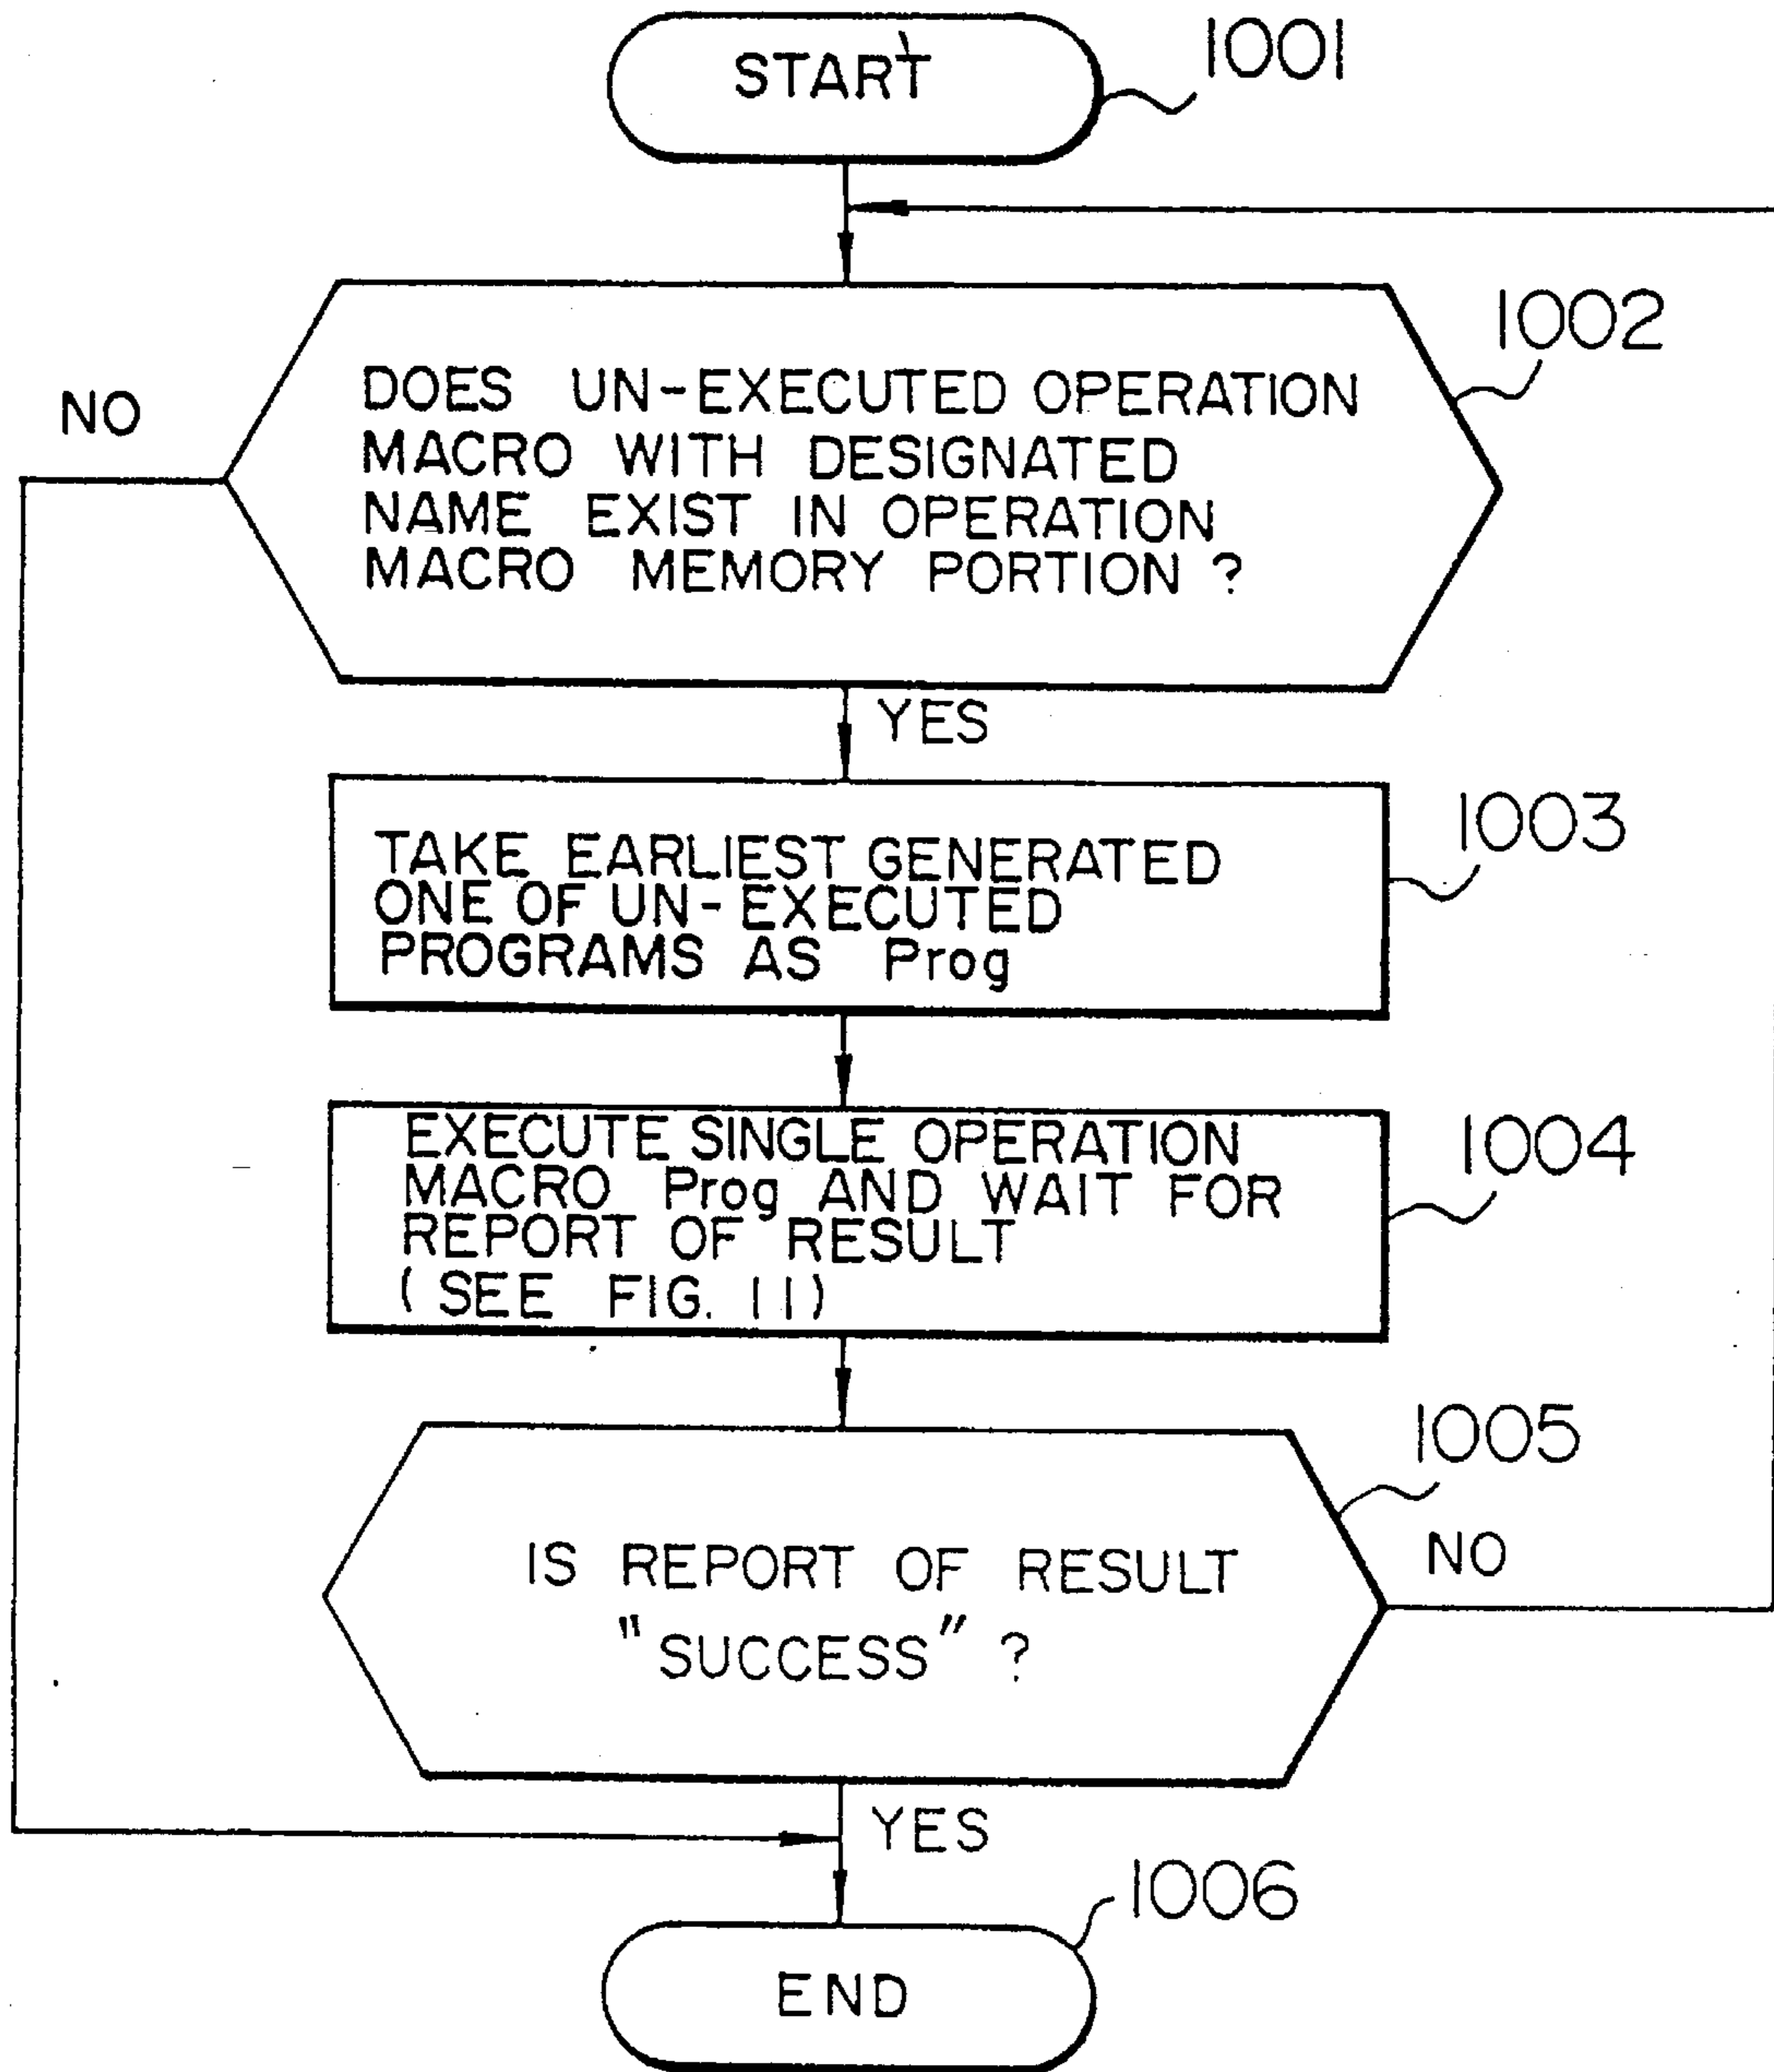 START
1001
1002
NO
DOES UN-EXECUTED OPERATION
MACRO WITH DESIGNATED
NAME EXIST IN OPERATION
MACRO MEMORY PORTION ?
YES
1003
TAKE EARLIEST GENERATED
ONE OF UN-EXECUTED
PROGRAMS AS Prog
1004
EXECUTE SINGLE OPERATION
MACRO Prog AND WAIT FOR
REPORT OF RESULT
(SEE FIG. 11)
1005
IS REPORT OF RESULT
"SUCCESS" ?
NO
YES
1006
END